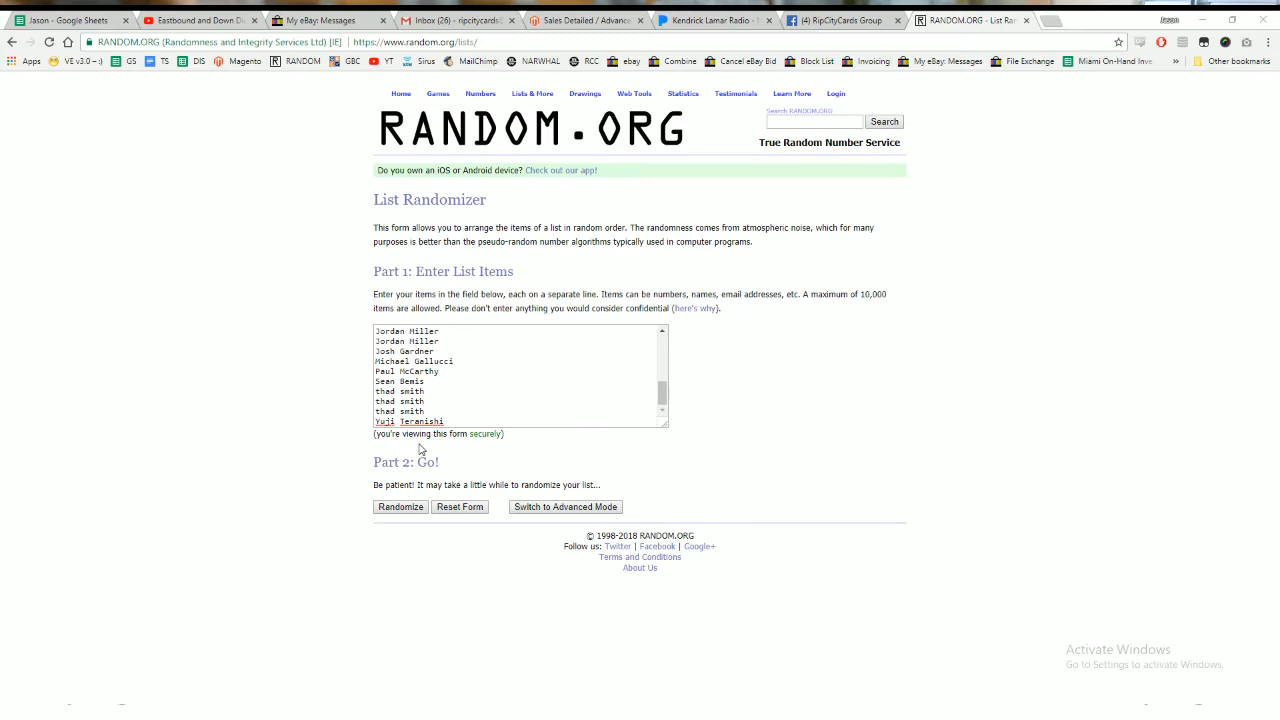 Jason - Google Sheets
Eastbound and Down Di
My eBay: Messages
Inbox (26) - ripcitycards@
Sales Detailed / Advance
Kendrick Lamar Radio -
(4) RipCityCards Group
RANDOM.ORG - List Ran
RANDOM.ORG (Randomness and Integrity Services Ltd) [IE] | https://www.random.org/lists/
Apps VE v3.0 -- :) GS TS DIS Magento RANDOM GBC YT Sirus MailChimp NARWHAL RCC ebay Combine Cancel eBay Bid Block List Invoicing My eBay: Messages File Exchange Miami On-Hand Inve » Other bookmarks
Home Games Numbers Lists & More Drawings Web Tools Statistics Testimonials Learn More Login
RANDOM.ORG
Search RANDOM.ORG
Search
True Random Number Service
Do you own an iOS or Android device? Check out our app!
List Randomizer
This form allows you to arrange the items of a list in random order. The randomness comes from atmospheric noise, which for many
purposes is better than the pseudo-random number algorithms typically used in computer programs.
Part 1: Enter List Items
Enter your items in the field below, each on a separate line. Items can be numbers, names, email addresses, etc. A maximum of 10,000
items are allowed. Please don't enter anything you would consider confidential (here's why).
Jordan Miller
Jordan Miller
Josh Gardner
Michael Gallucci
Paul McCarthy
Sean Bemis
thad smith
thad smith
thad smith
Yuji Teranishi
(you're viewing this form securely)
Part 2: Go!
Be patient! It may take a little while to randomize your list...
Randomize Reset Form Switch to Advanced Mode
© 1998-2018 RANDOM.ORG
Follow us: Twitter | Facebook | Google+
Terms and Conditions
About Us
Activate Windows
Go to Settings to activate Windows.